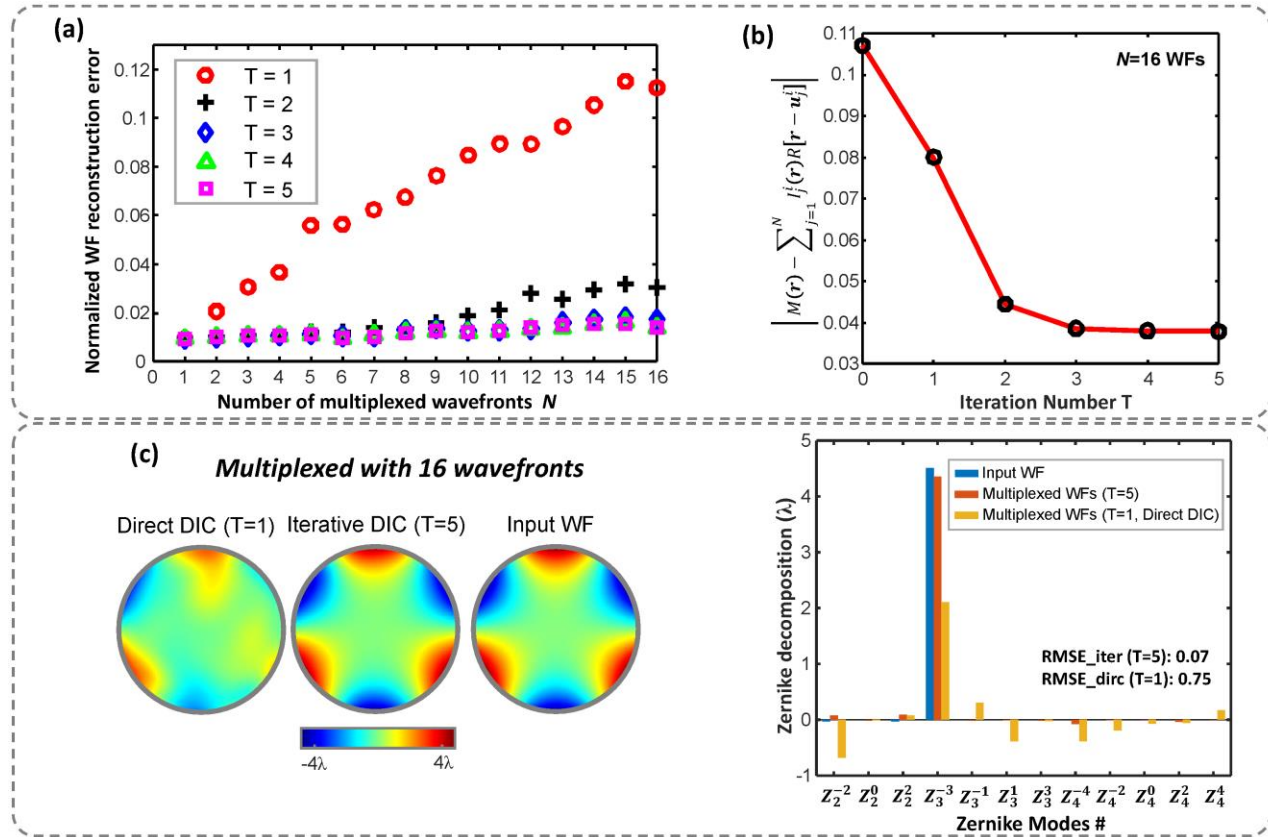 (a)
Normalized WF reconstruction error
0.12
0.1
0.08
0.06
0.04
0.02
0
T = 1
T = 2
T = 3
T = 4
T = 5
0 1 2 3 4 5 6 7 8 9 10 11 12 13 14 15 16
Number of multiplexed wavefronts N
(b)
|M(r) − ∑_{j=1}^{N} I_j^i(r)R[r − u_j^i]|
0.11
0.1
0.09
0.08
0.07
0.06
0.05
0.04
0.03
N=16 WFs
0 1 2 3 4 5
Iteration Number T
(c)
Multiplexed with 16 wavefronts
Direct DIC (T=1) Iterative DIC (T=5) Input WF
-4λ 4λ
Zernike decomposition (λ)
5
4
3
2
1
0
-1
Input WF
Multiplexed WFs (T=5)
Multiplexed WFs (T=1, Direct DIC)
RMSE_iter (T=5): 0.07
RMSE_dirc (T=1): 0.75
Z_2^{-2} Z_2^0 Z_2^2 Z_3^{-3} Z_3^{-1} Z_3^1 Z_3^3 Z_4^{-4} Z_4^{-2} Z_4^0 Z_4^2 Z_4^4
Zernike Modes #